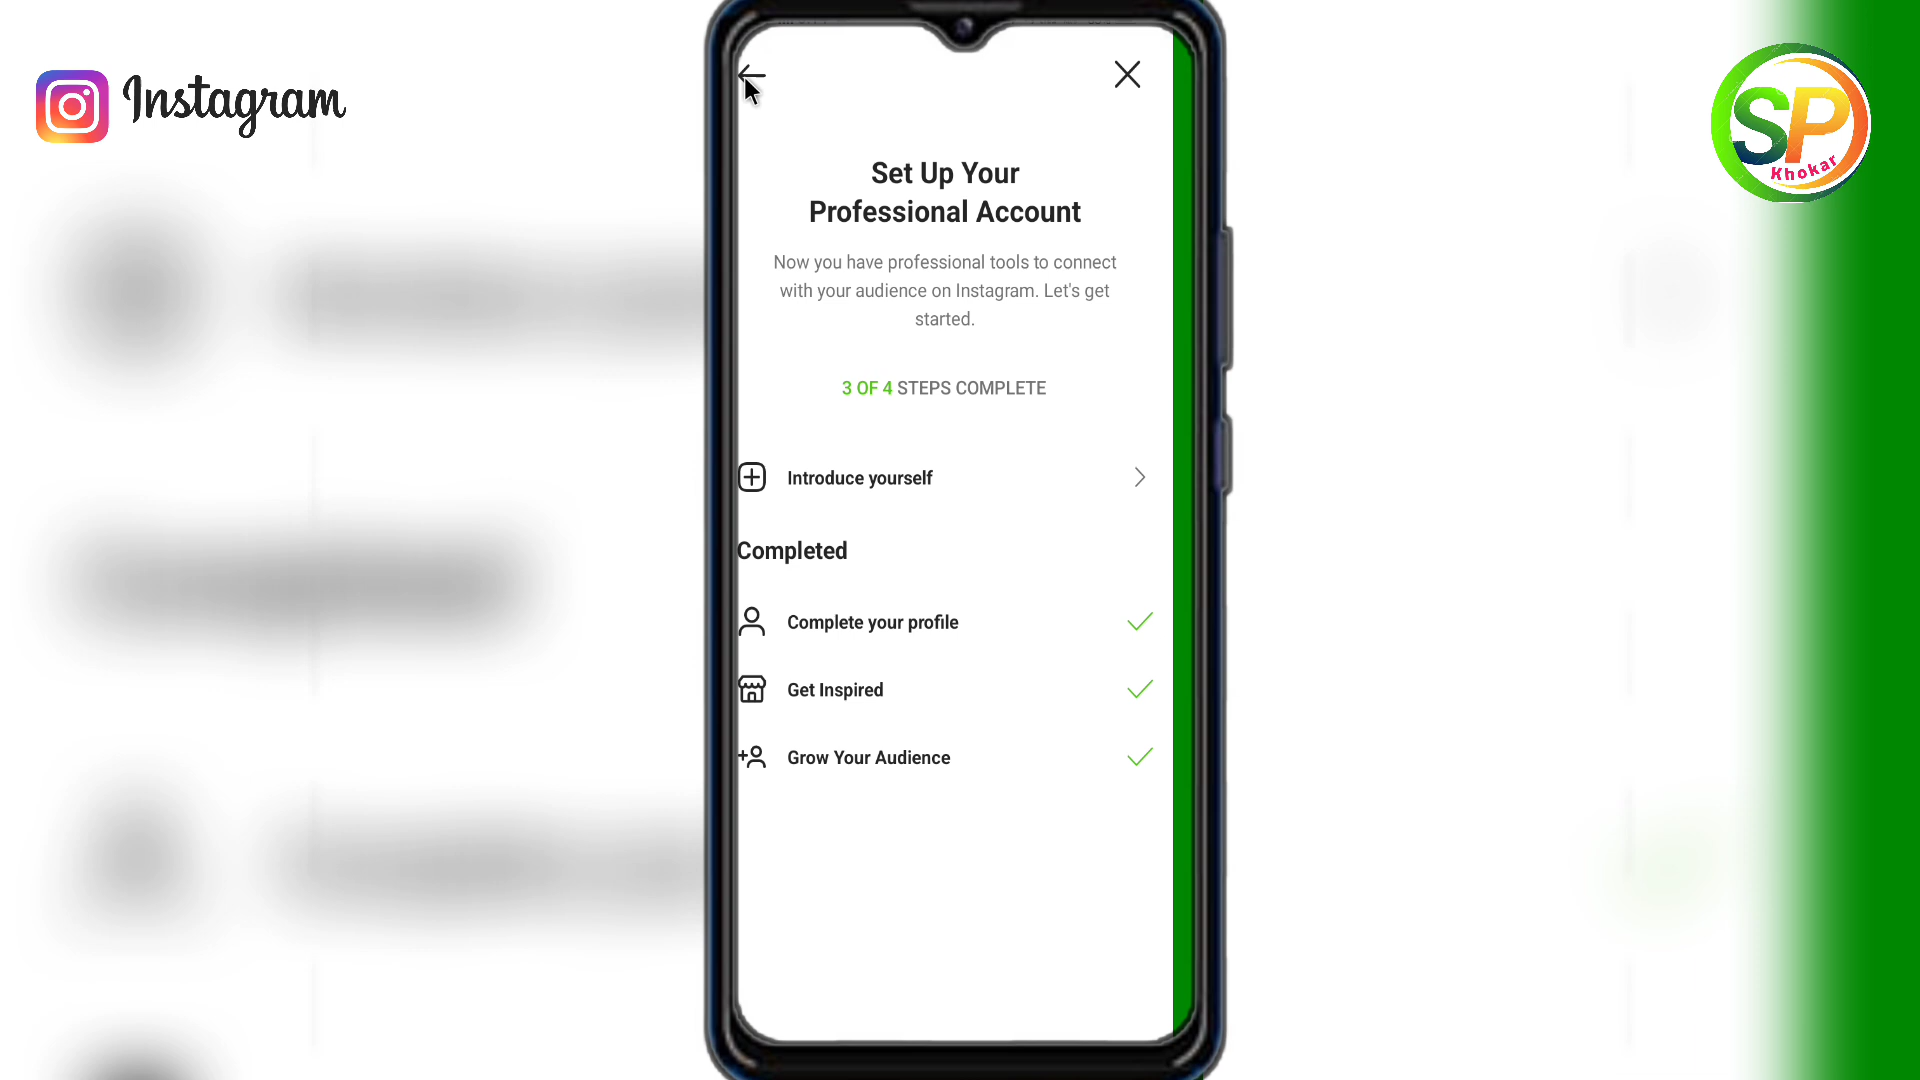 Instagram
SP
Khokar
Set Up Your
Professional Account
Now you have professional tools to connect
with your audience on Instagram. Let's get
started.
3 OF 4 STEPS COMPLETE
Introduce yourself
Completed
Complete your profile
Get Inspired
Grow Your Audience